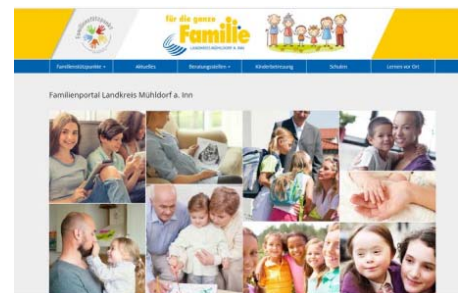 für die ganze
Familie
LANDKREIS MÜHLDORF A. INN
Familienstützpunkte
Aktuelles
Beratungsstellen
Kinderbetreuung
Schulen
Lernen vor Ort
Familienportal Landkreis Mühldorf a. Inn